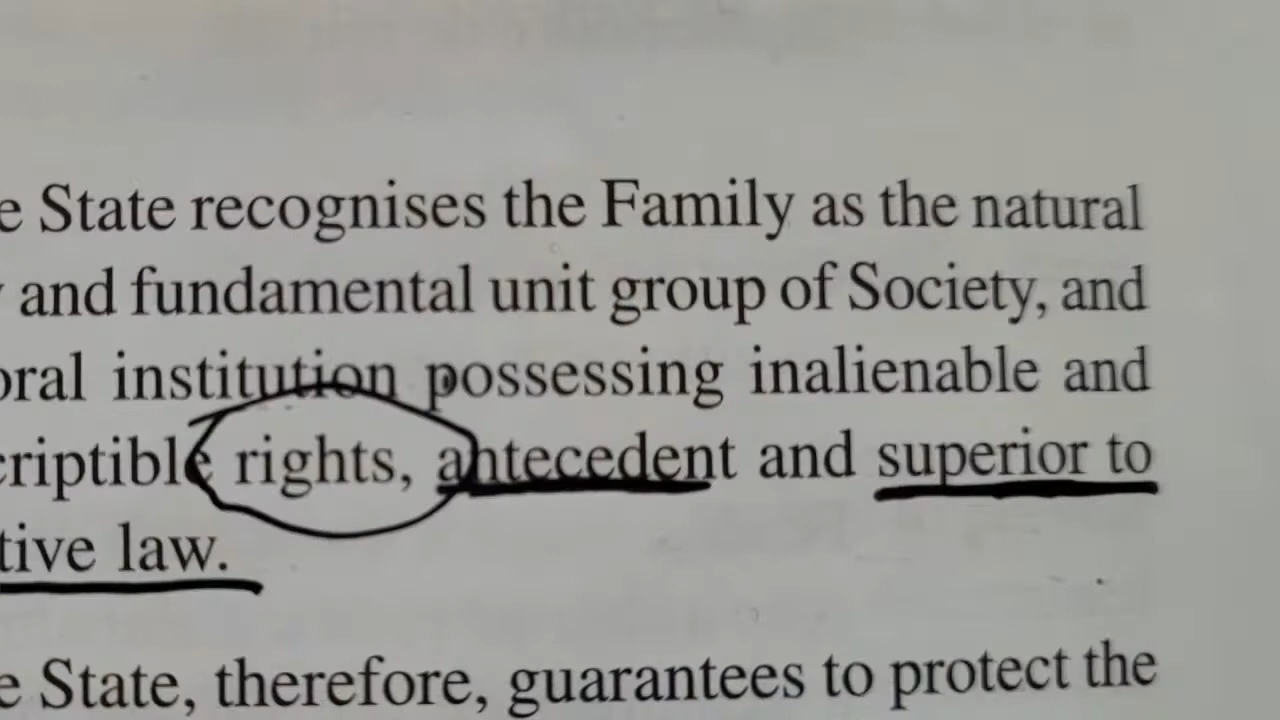 e State recognises the Family as the natural
and fundamental unit group of Society, and
oral institution possessing inalienable and
criptible rights, antecedent and superior to
tive law.
e State, therefore, guarantees to protect the